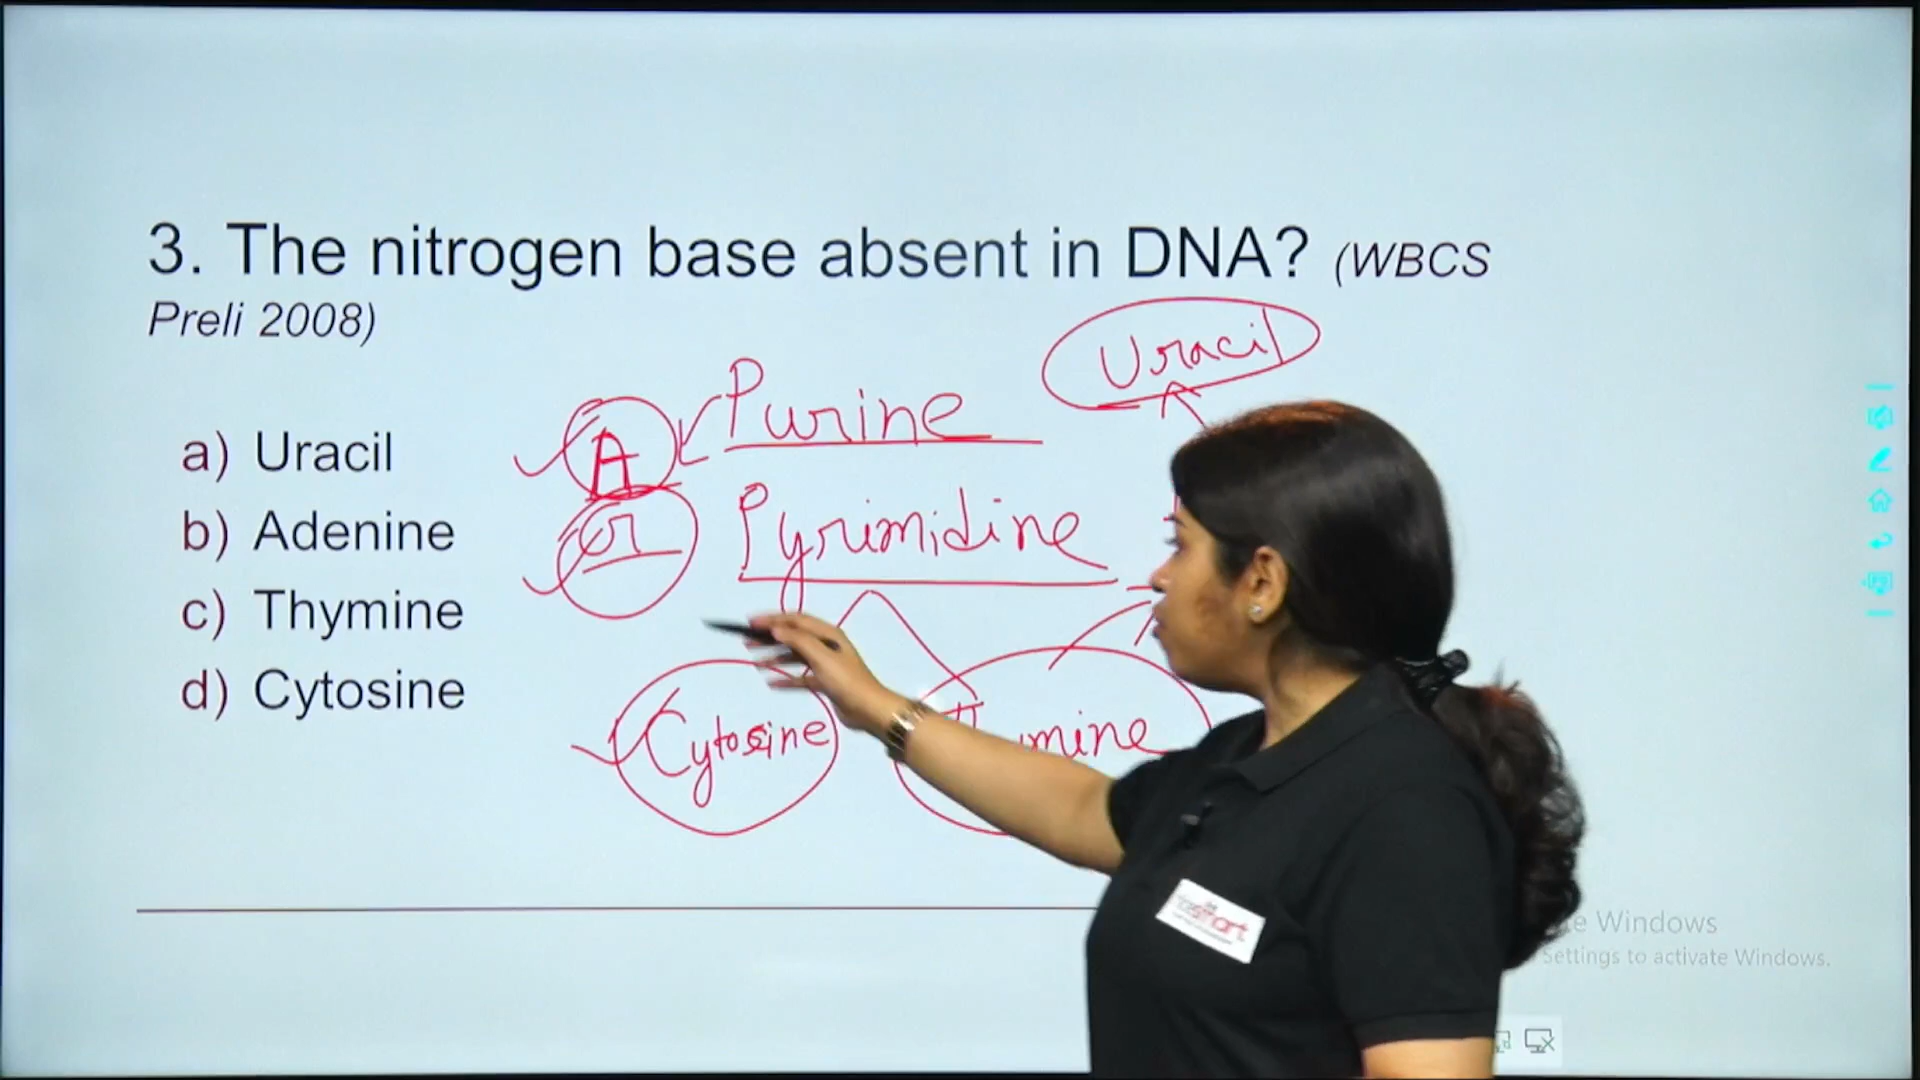 3. The nitrogen base absent in DNA? (WBCS
Preli 2008)
Uracil
a) Uracil
A
Purine
b) Adenine
Pyrimidine
c) Thymine
d) Cytosine
Cytosine
mine
Windows
Settings to activate Windows.